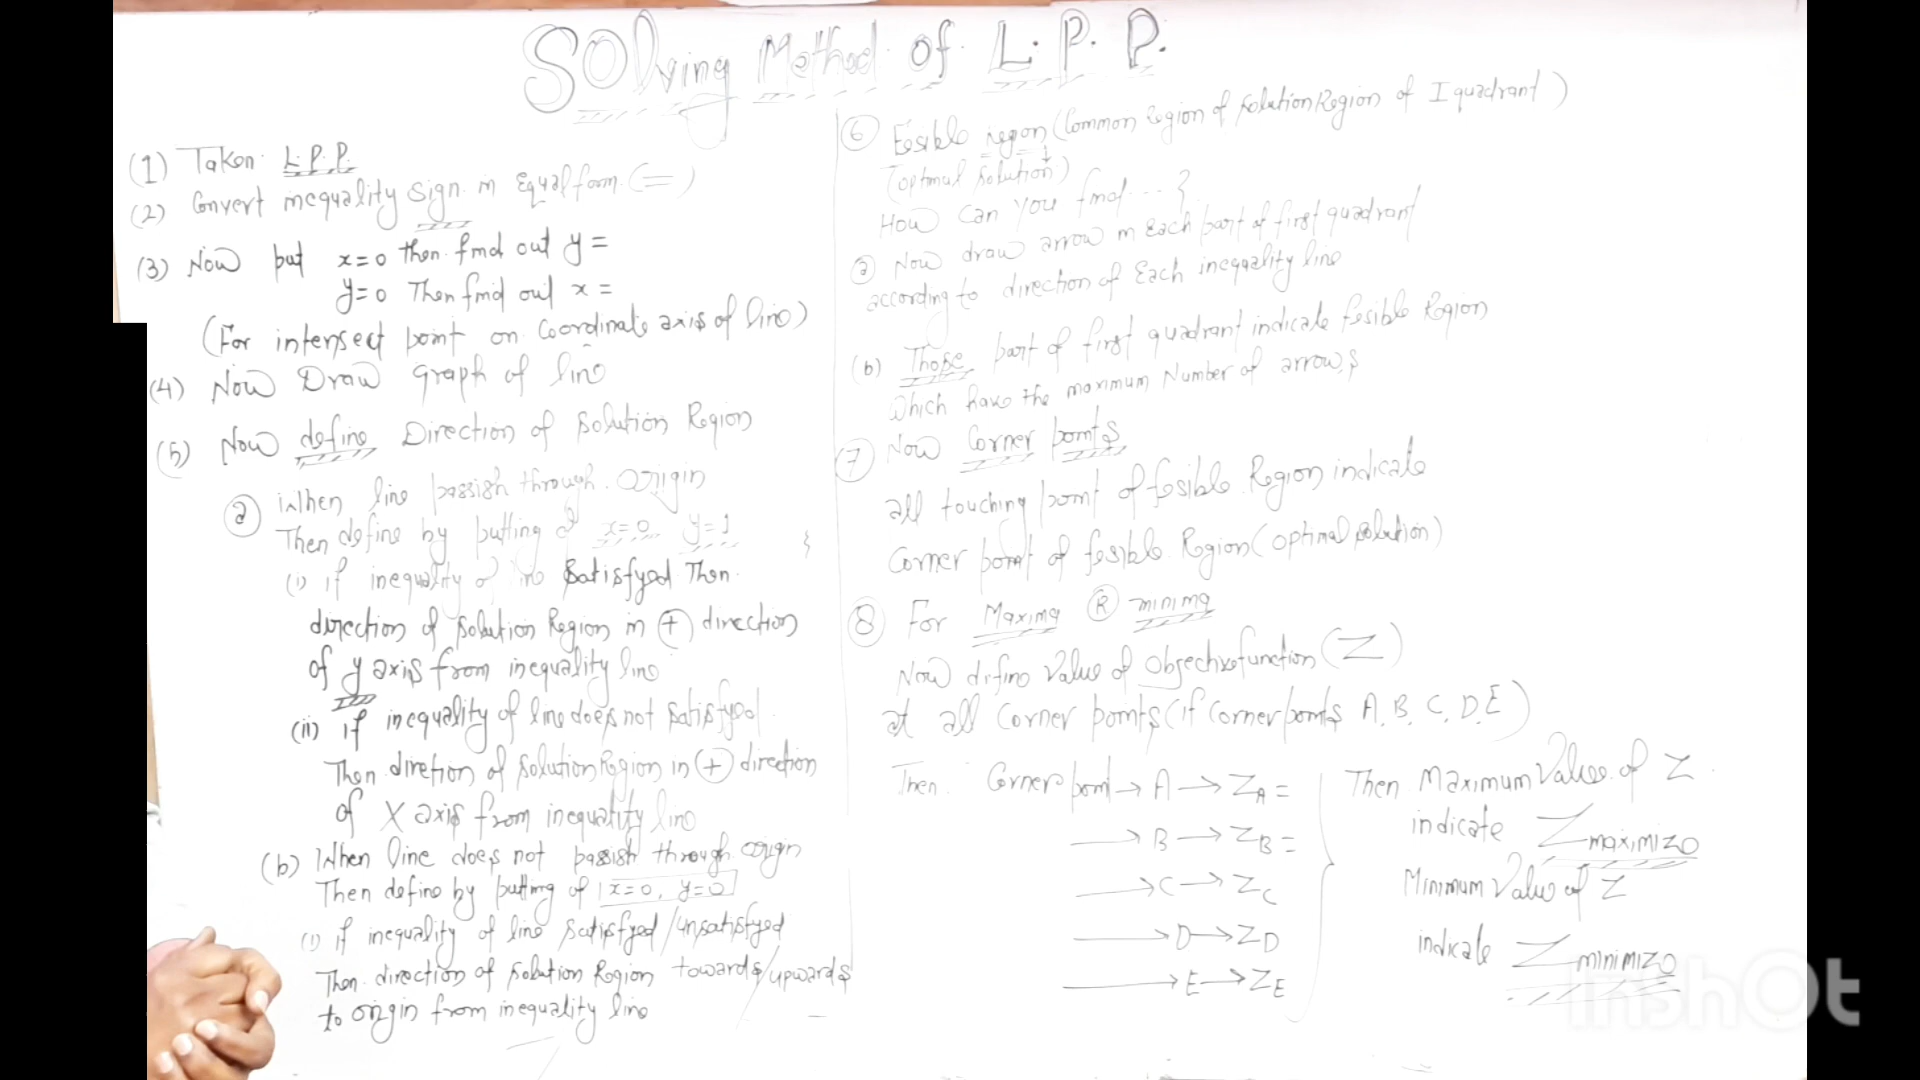 Solving Method of L.P.P.
(1) Taken L.P.P.
(2) Convert inequality sign in Equal form (=)
(3) Now put x=0 then find out y =
y=0 Then find out x =
(For intersect point on Coordinate axis of line)
(4) Now Draw graph of line
(5) Now define Direction of solution Region
(a) When line passish through origin
Then define by putting of x=0 y=1
(i) if inequality of line Satisfyed Then
direction of solution Region in (+) direction
of y axis from inequality line
(ii) if inequality of line does not satisfyed
Then diretion of solution Region in (+) direction
of X axis from inequality line
(b) When line does not passish through origin
Then define by putting of x=0, y=0
(i) if inequality of line satisfyed/unsatisfyed
Then direction of solution Region towards/upwards
to origin from inequality line
(6) Fesible region (Common region of solution Region of I quadrant)
(optimal solution)
How can you find...?
(a) Now draw arrow in Each part of first quadrant
according to direction of Each inequality line
(b) Those part of first quadrant indicate fesible Region
Which have the maximum Number of arrows
(7) Now Corner points
all touching point of fesible Region indicate
Corner point of fesible Region (optimal solution)
(8) For Maxima (R) minima
Now define Value of Objective function (Z)
at all Corner points (if Corner points A, B, C, D, E)
Then Corner point → A → ZA =
→ B → ZB =
→ C → ZC
→ D → ZD
→ E → ZE
Then Maximum Value of Z
indicate Z maximize
Minimum Value of Z
indicate Z minimize
InShOt